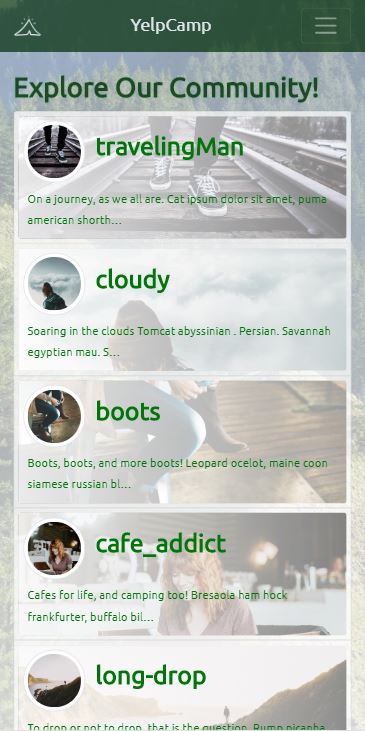 YelpCamp
Explore Our Community!
travelingMan
On a journey, as we all are. Cat ipsum dolor sit amet, puma
american shorth...
cloudy
Soaring in the clouds Tomcat abyssinian . Persian. Savannah
egyptian mau. S...
boots
Boots, boots, and more boots! Leopard ocelot, maine coon
siamese russian bl...
cafe_addict
Cafes for life, and camping too! Bresaola ham hock
frankfurter, buffalo bil...
long-drop
To drop or not to drop, that is the question. Rump picanha